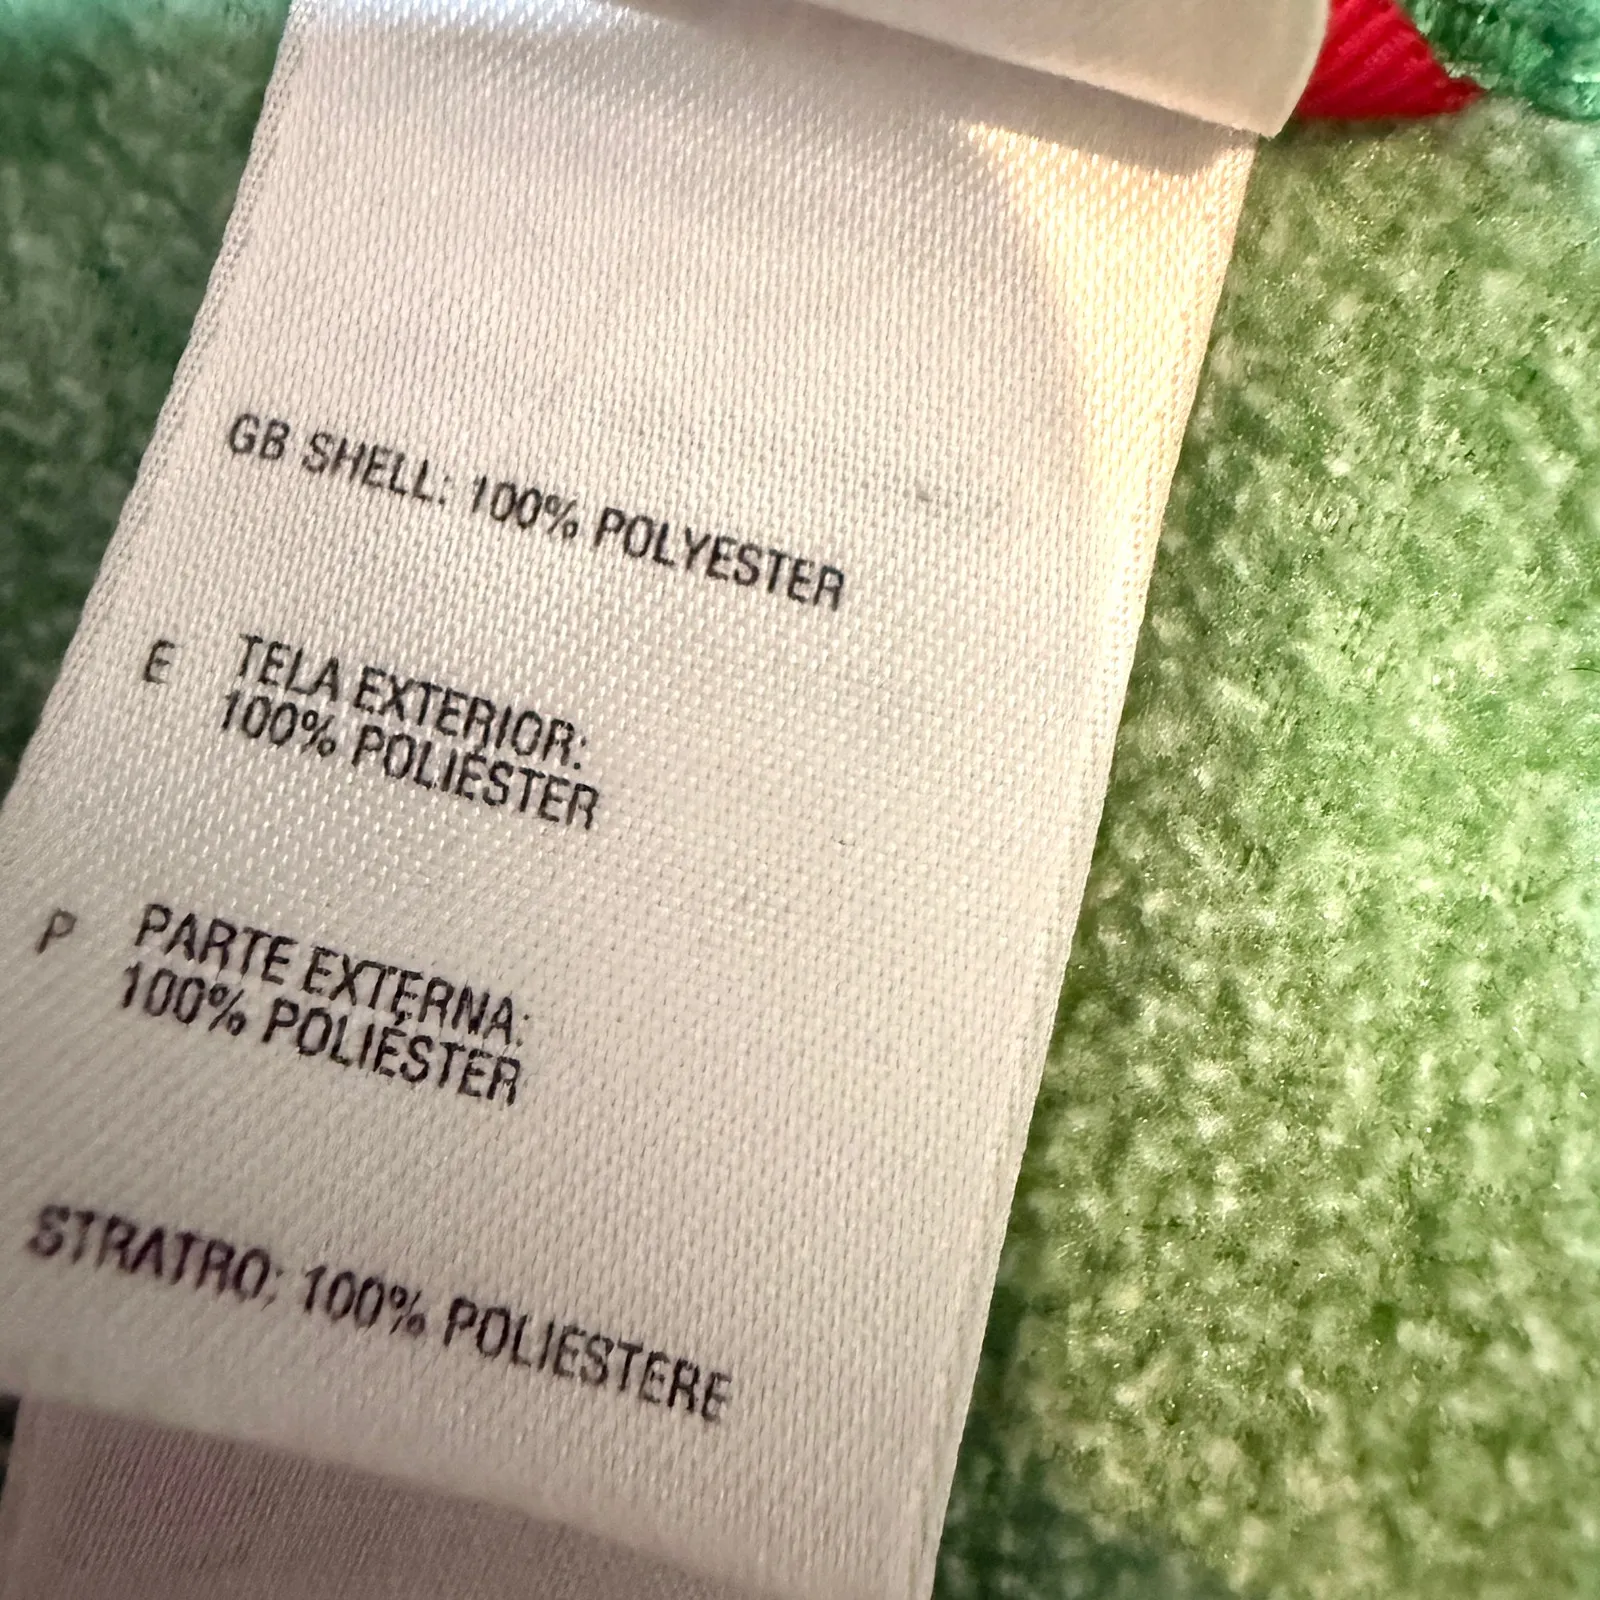 GB SHELL: 100% POLYESTER
E TELA EXTERIOR:
100% POLIÉSTER
P PARTE EXTERNA:
100% POLIÉSTER
STRATRO: 100% POLIESTERE